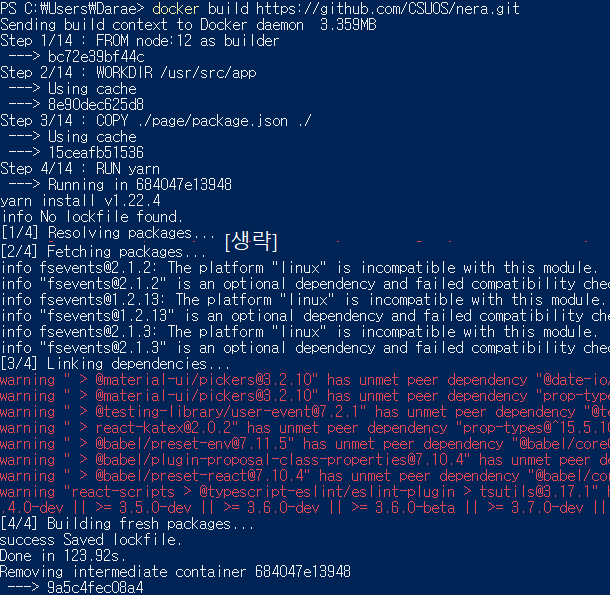 PS C:₩Users₩Darae> docker build https://github.com/CSUOS/nera.git
Sending build context to Docker daemon  3.359MB
Step 1/14 : FROM node:12 as builder
 ---> bc72e39bf44c
Step 2/14 : WORKDIR /usr/src/app
 ---> Using cache
 ---> 8e90dec625d8
Step 3/14 : COPY ./page/package.json ./
 ---> Using cache
 ---> 15ceafb51536
Step 4/14 : RUN yarn
 ---> Running in 684047e13948
yarn install v1.22.4
info No lockfile found.
[1/4] Resolving packages...
[생략]
[2/4] Fetching packages...
info fsevents@2.1.2: The platform "linux" is incompatible with this module.
info "fsevents@2.1.2" is an optional dependency and failed compatibility che
info fsevents@1.2.13: The platform "linux" is incompatible with this module.
info "fsevents@1.2.13" is an optional dependency and failed compatibility ch
info fsevents@2.1.3: The platform "linux" is incompatible with this module.
info "fsevents@2.1.3" is an optional dependency and failed compatibility che
[3/4] Linking dependencies...
warning " > @material-ui/pickers@3.2.10" has unmet peer dependency "@date-io/
warning " > @material-ui/pickers@3.2.10" has unmet peer dependency "prop-type
warning " > @testing-library/user-event@7.2.1" has unmet peer dependency "@te
warning " > react-katex@2.0.2" has unmet peer dependency "prop-types@^15.5.10
warning " > @babel/preset-env@7.11.5" has unmet peer dependency "@babel/core@
warning " > @babel/plugin-proposal-class-properties@7.10.4" has unmet peer de
warning " > @babel/preset-react@7.10.4" has unmet peer dependency "@babel/cor
warning "react-scripts > @typescript-eslint/eslint-plugin > tsutils@3.17.1" h
.4.0-dev || >= 3.5.0-dev || >= 3.6.0-dev || >= 3.6.0-beta || >= 3.7.0-dev ||
[4/4] Building fresh packages...
success Saved lockfile.
Done in 123.92s.
Removing intermediate container 684047e13948
 ---> 9a5c4fec08a4